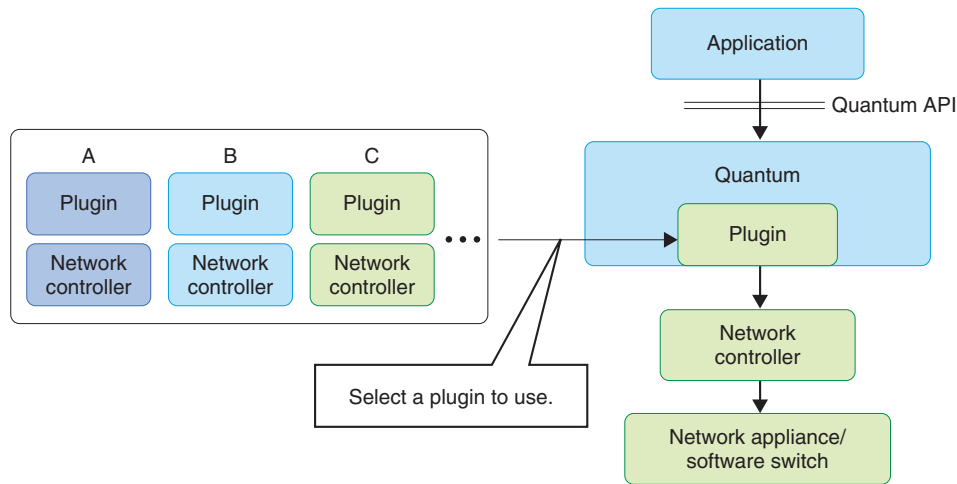 Application
Quantum API
A
B
C
Plugin
Plugin
Plugin
Network
controller
Network
controller
Network
controller
Quantum
Plugin
Network
controller
Select a plugin to use.
Network appliance/
software switch